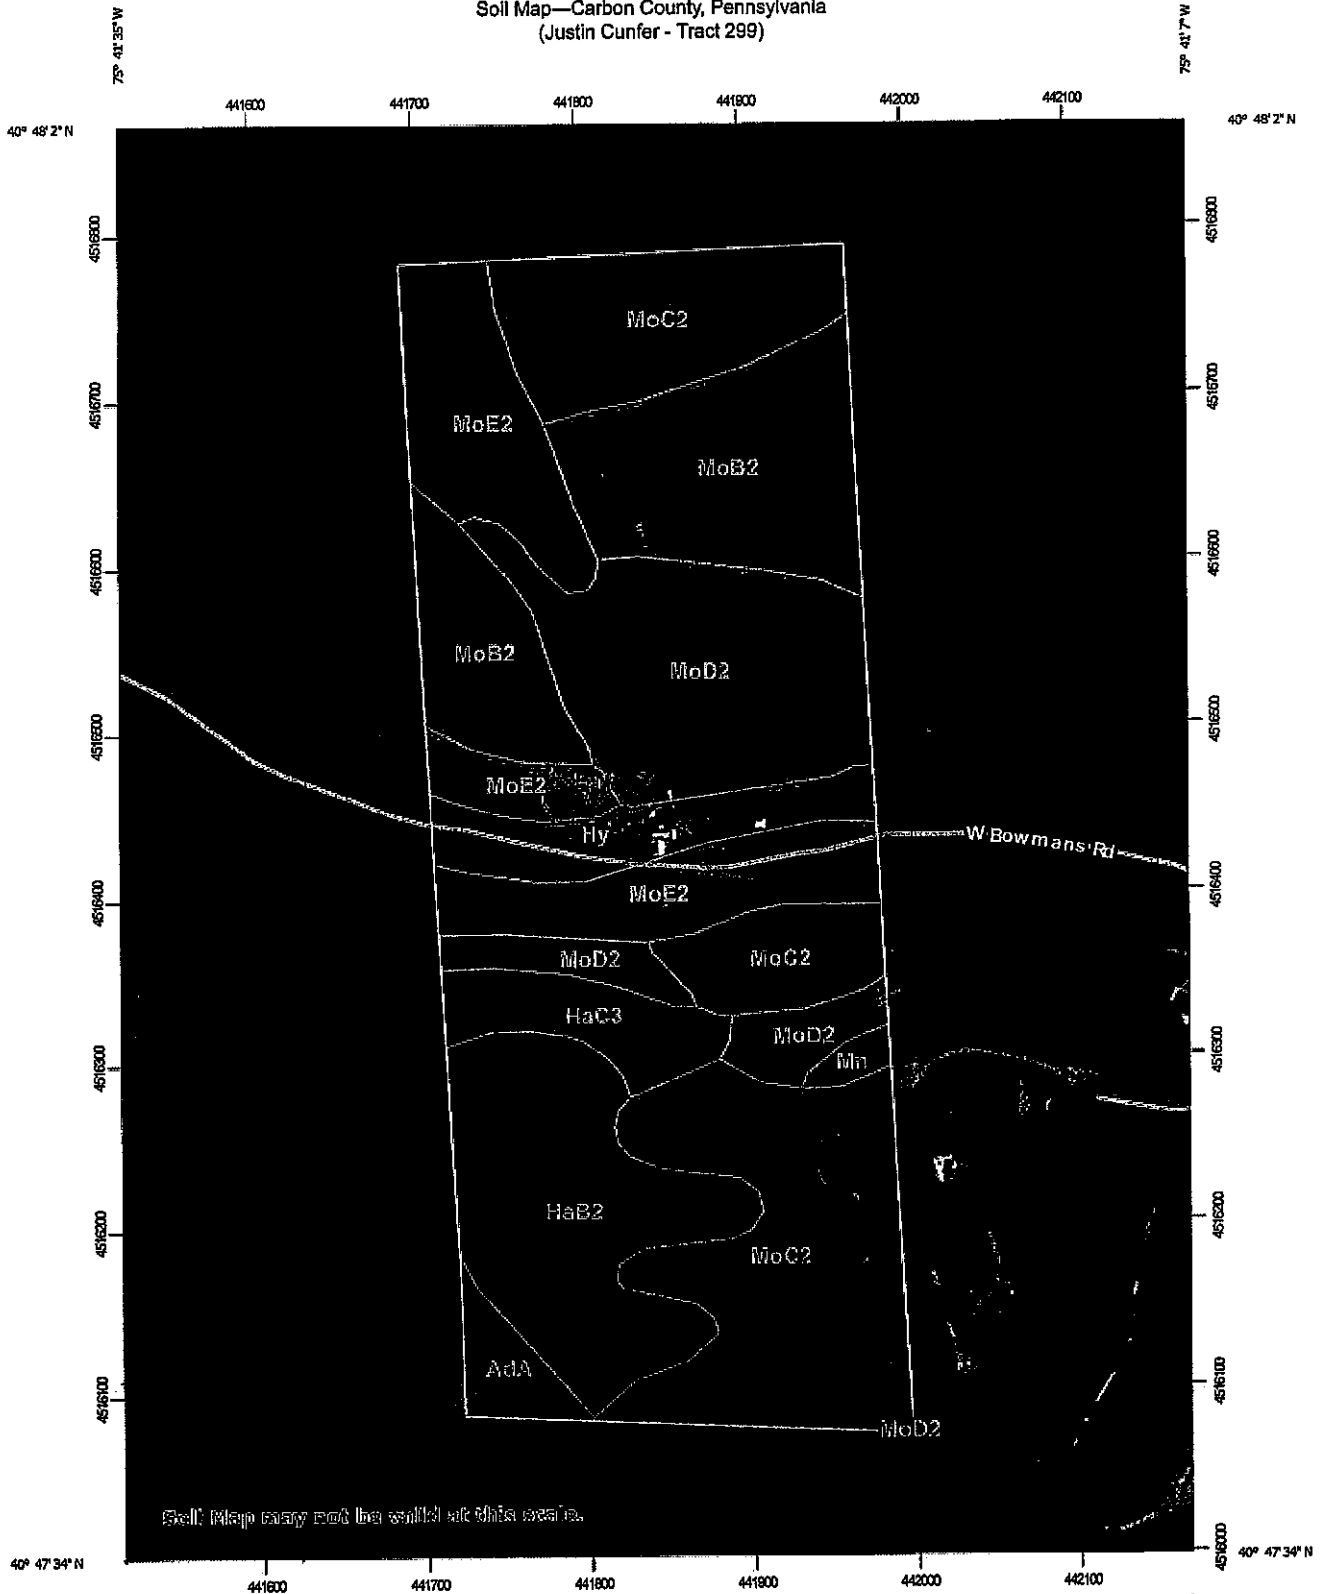 Soil Map—Carbon County, Pennsylvania
(Justin Cunfer - Tract 299)
75° 41' 35" W
75° 41' 7" W
441600
441700
441800
441900
442000
442100
40° 48' 2" N
40° 48' 2" N
4516800
4516800
MoC2
4516700
4516700
MoE2
MoB2
4516600
4516600
MoB2
MoD2
4516500
4516500
MoE2
Hy
W Bowmans Rd
4516400
4516400
MoE2
MoD2
MoC2
HaC3
MoD2
Mn
4516300
4516300
HaB2
4516200
4516200
MoC2
AdA
4516100
4516100
MoD2
Soil Map may not be valid at this scale.
4516000
40° 47' 34" N
40° 47' 34" N
441600
441700
441800
441900
442000
442100